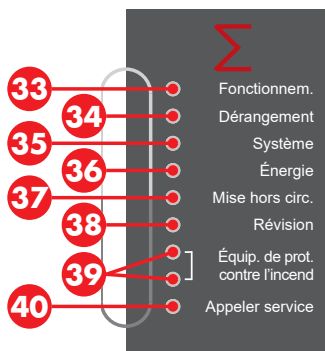 Σ
33 Fonctionnem.
34 Dérangement
35 Système
36 Énergie
37 Mise hors circ.
38 Révision
39 Équip. de prot.
contre l'incend
40 Appeler service